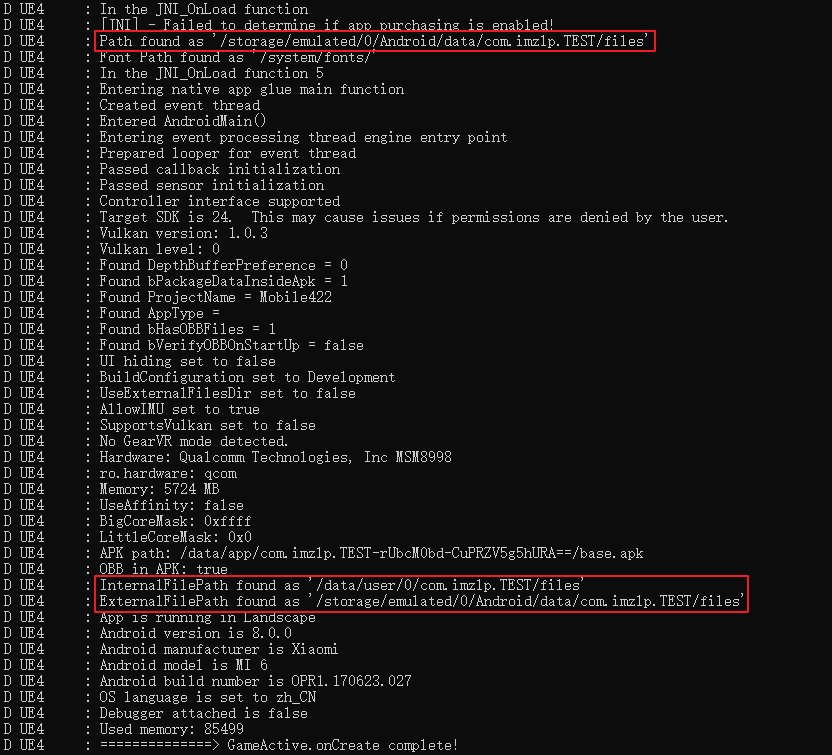 D UE4 : In the JNI_OnLoad function
D UE4 : [JNI] - Failed to determine if app purchasing is enabled!
D UE4 : Path found as '/storage/emulated/0/Android/data/com.imzlp.TEST/files'
D UE4 : Font Path found as '/system/fonts/'
D UE4 : In the JNI_OnLoad function 5
D UE4 : Entering native app glue main function
D UE4 : Created event thread
D UE4 : Entered AndroidMain()
D UE4 : Entering event processing thread engine entry point
D UE4 : Prepared looper for event thread
D UE4 : Passed callback initialization
D UE4 : Passed sensor initialization
D UE4 : Controller interface supported
D UE4 : Target SDK is 24.  This may cause issues if permissions are denied by the user.
D UE4 : Vulkan version: 1.0.3
D UE4 : Vulkan level: 0
D UE4 : Found DepthBufferPreference = 0
D UE4 : Found bPackageDataInsideApk = 1
D UE4 : Found ProjectName = Mobile422
D UE4 : Found AppType =
D UE4 : Found bHasOBBFiles = 1
D UE4 : Found bVerifyOBBOnStartUp = false
D UE4 : UI hiding set to false
D UE4 : BuildConfiguration set to Development
D UE4 : UseExternalFilesDir set to false
D UE4 : AllowIMU set to true
D UE4 : SupportsVulkan set to false
D UE4 : No GearVR mode detected.
D UE4 : Hardware: Qualcomm Technologies, Inc MSM8998
D UE4 : ro.hardware: qcom
D UE4 : Memory: 5724 MB
D UE4 : UseAffinity: false
D UE4 : BigCoreMask: 0xffff
D UE4 : LittleCoreMask: 0x0
D UE4 : APK path: /data/app/com.imzlp.TEST-rUbcM0bd-CuPRZV5g5hURA==/base.apk
D UE4 : OBB in APK: true
D UE4 : InternalFilePath found as '/data/user/0/com.imzlp.TEST/files'
D UE4 : ExternalFilePath found as '/storage/emulated/0/Android/data/com.imzlp.TEST/files'
D UE4 : App is running in Landscape
D UE4 : Android version is 8.0.0
D UE4 : Android manufacturer is Xiaomi
D UE4 : Android model is MI 6
D UE4 : Android build number is OPR1.170623.027
D UE4 : OS language is set to zh_CN
D UE4 : Debugger attached is false
D UE4 : Used memory: 85499
D UE4 : ==============> GameActive.onCreate complete!